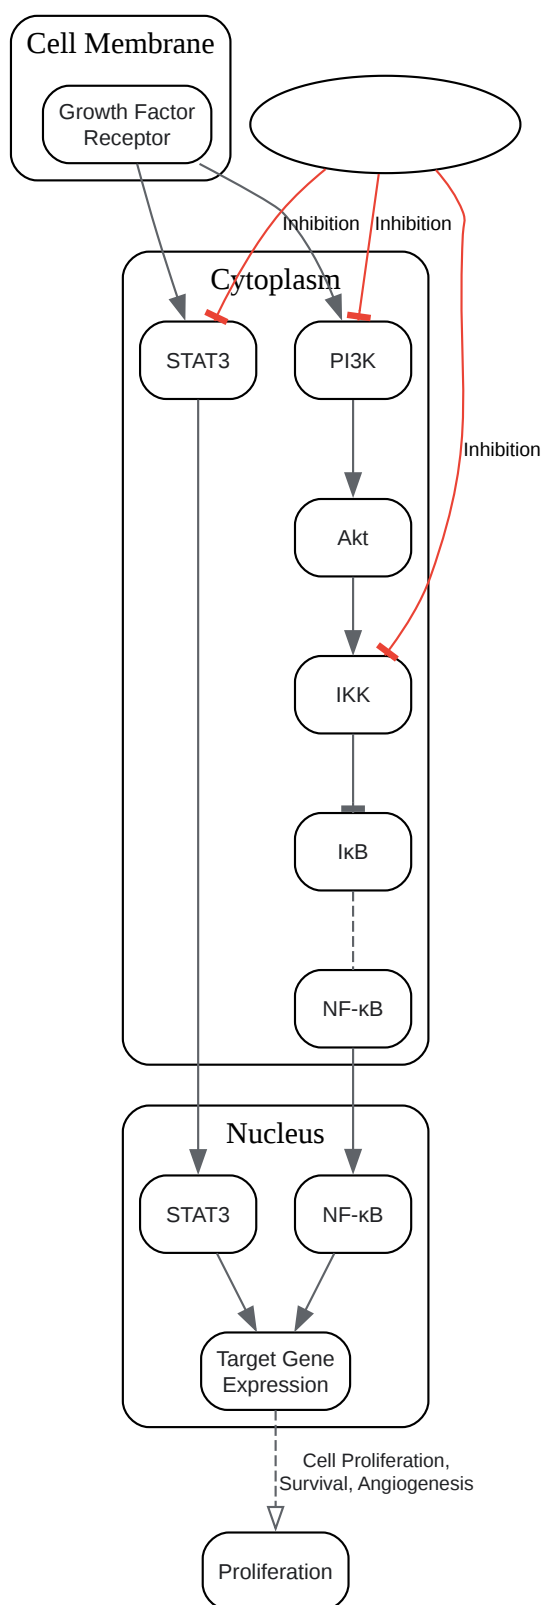 Cell Membrane
Growth Factor
Receptor
Inhibition
Inhibition
Cytoplasm
STAT3
PI3K
Inhibition
Akt
IKK
IκB
NF-κB
Nucleus
STAT3
NF-κB
Target Gene
Expression
Cell Proliferation,
Survival, Angiogenesis
Proliferation